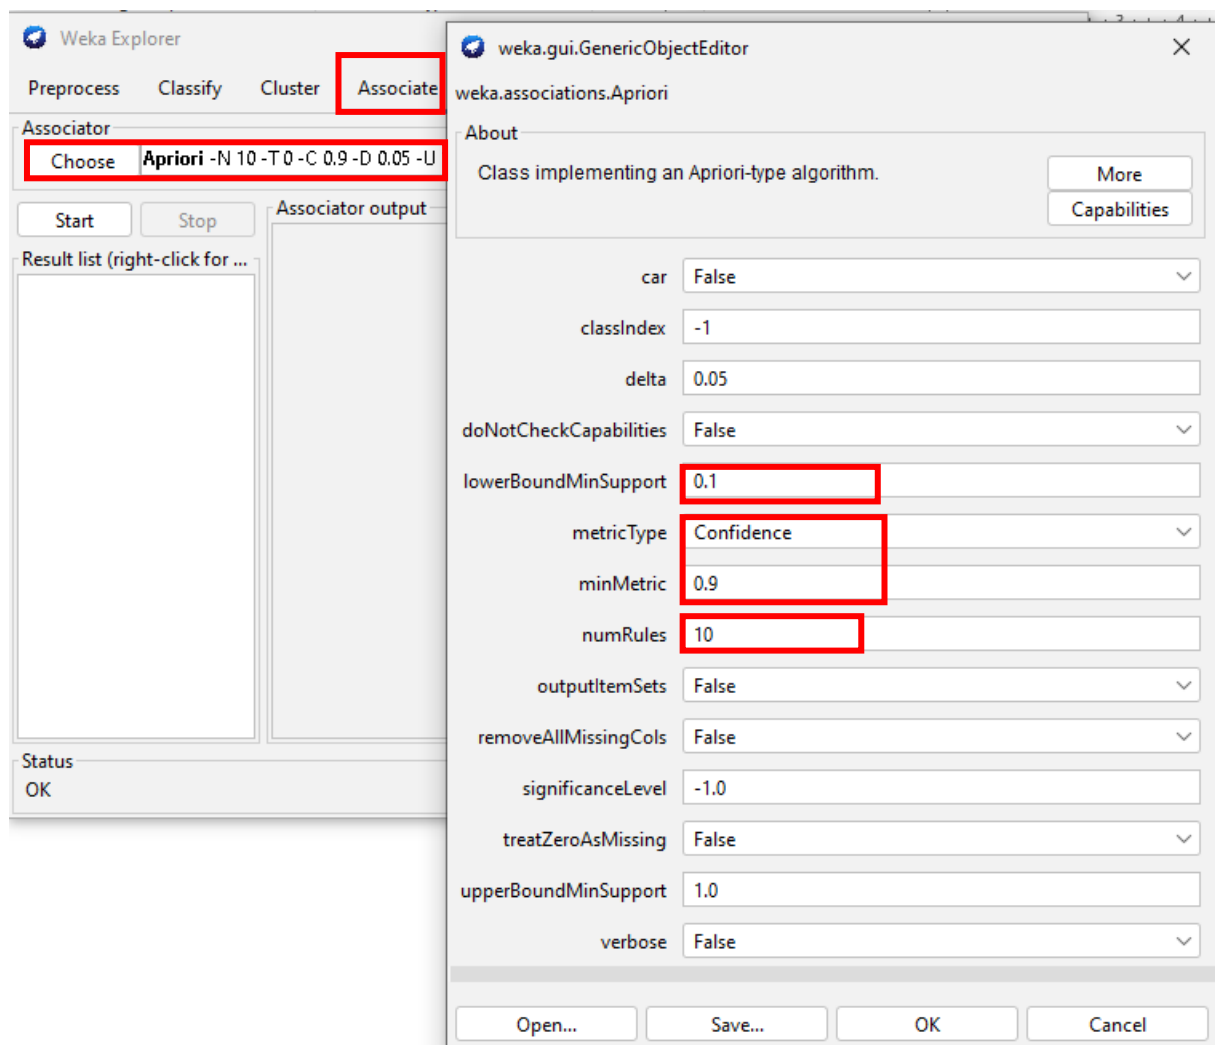 Weka Explorer
Preprocess Classify Cluster Associate
Associator
Choose Apriori -N 10 -T 0 -C 0.9 -D 0.05 -U
Start Stop
Associator output
Result list (right-click for ...
Status
OK
weka.gui.GenericObjectEditor
weka.associations.Apriori
About
Class implementing an Apriori-type algorithm.
More
Capabilities
car False
classIndex -1
delta 0.05
doNotCheckCapabilities False
lowerBoundMinSupport 0.1
metricType Confidence
minMetric 0.9
numRules 10
outputItemSets False
removeAllMissingCols False
significanceLevel -1.0
treatZeroAsMissing False
upperBoundMinSupport 1.0
verbose False
Open... Save... OK Cancel